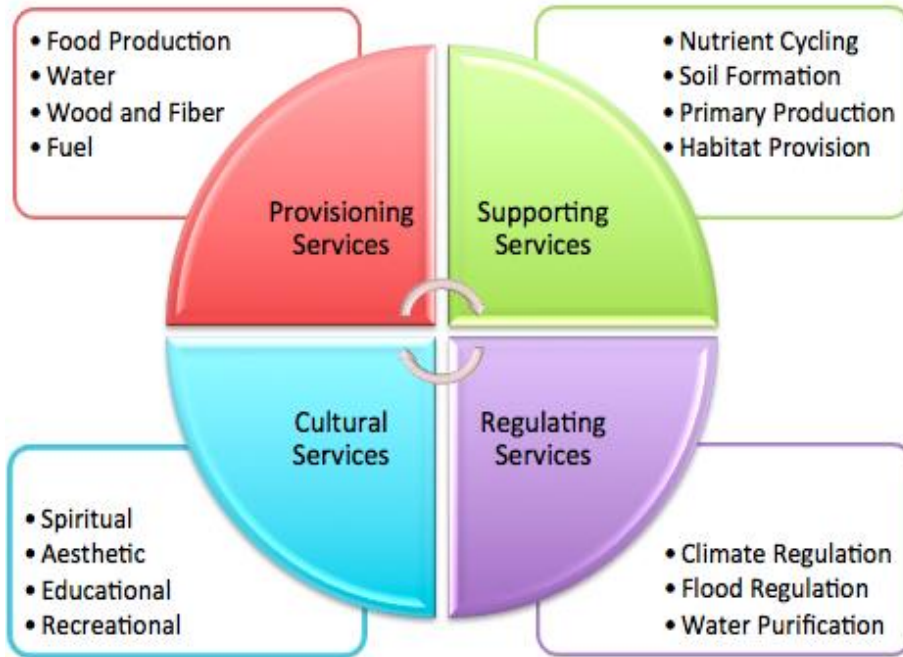 • Food Production
• Water
• Wood and Fiber
• Fuel
• Nutrient Cycling
• Soil Formation
• Primary Production
• Habitat Provision
Provisioning
Services
Supporting
Services
Cultural
Services
Regulating
Services
• Spiritual
• Aesthetic
• Educational
• Recreational
• Climate Regulation
• Flood Regulation
• Water Purification